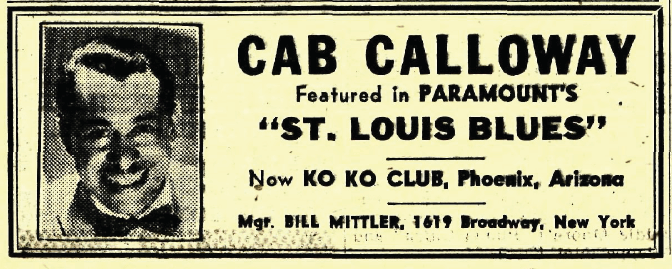 CAB CALLOWAY
Featured in PARAMOUNT'S
"ST. LOUIS BLUES"
Now KO KO CLUB, Phoenix, Arizona
Mgr. BILL MITTLER, 1619 Broadway, New York